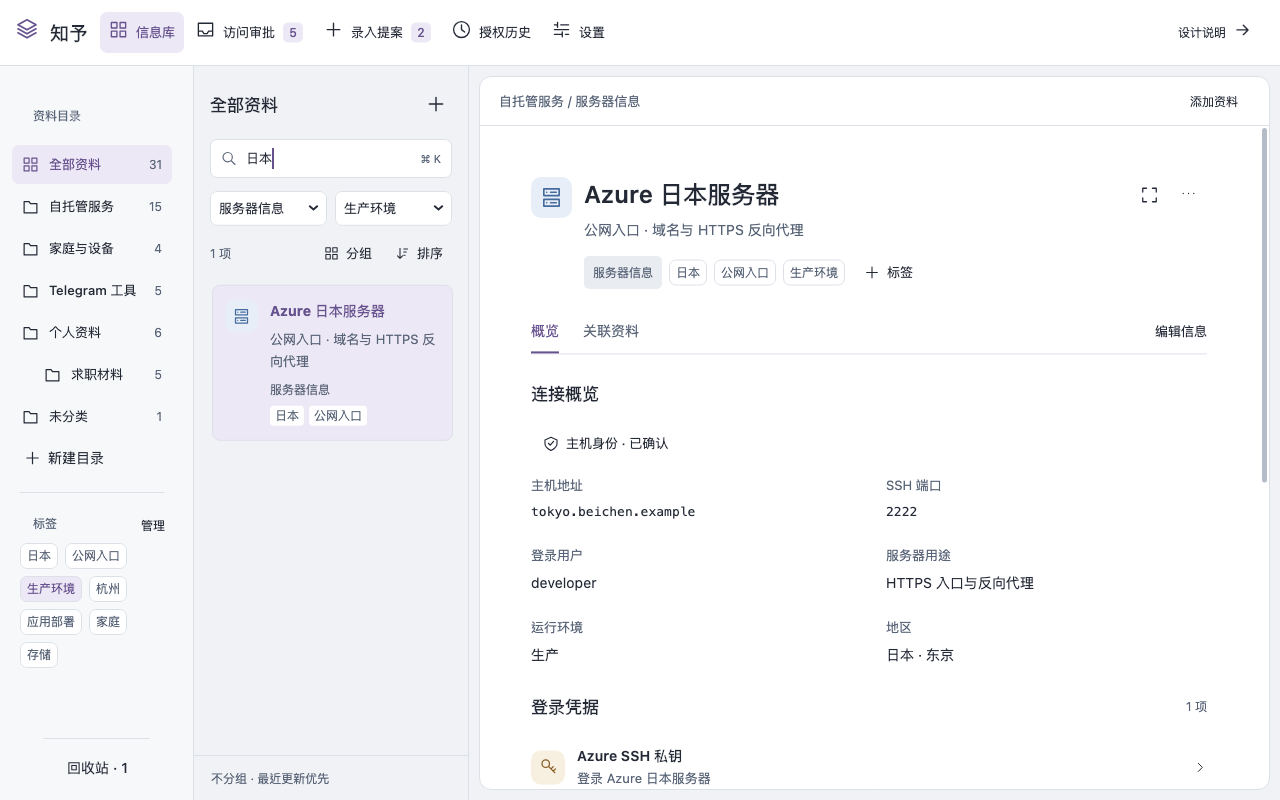 知予
信息库
访问审批 5
录入提案 2
授权历史
设置
设计说明
资料目录
全部资料 31
自托管服务 15
家庭与设备 4
Telegram 工具 5
个人资料 6
求职材料 5
未分类 1
新建目录
标签 管理
日本 公网入口
生产环境 杭州
应用部署 家庭
存储
回收站 · 1
全部资料
日本 ⌘ K
服务器信息 生产环境
1 项 分组 排序
Azure 日本服务器
公网入口 · 域名与 HTTPS 反
向代理
服务器信息
日本 公网入口
不分组 · 最近更新优先
自托管服务 / 服务器信息 添加资料
Azure 日本服务器
公网入口 · 域名与 HTTPS 反向代理
服务器信息 日本 公网入口 生产环境 标签
概览 关联资料 编辑信息
连接概览
主机身份 · 已确认
主机地址 SSH 端口
tokyo.beichen.example 2222
登录用户 服务器用途
developer HTTPS 入口与反向代理
运行环境 地区
生产 日本 · 东京
登录凭据 1 项
Azure SSH 私钥
登录 Azure 日本服务器